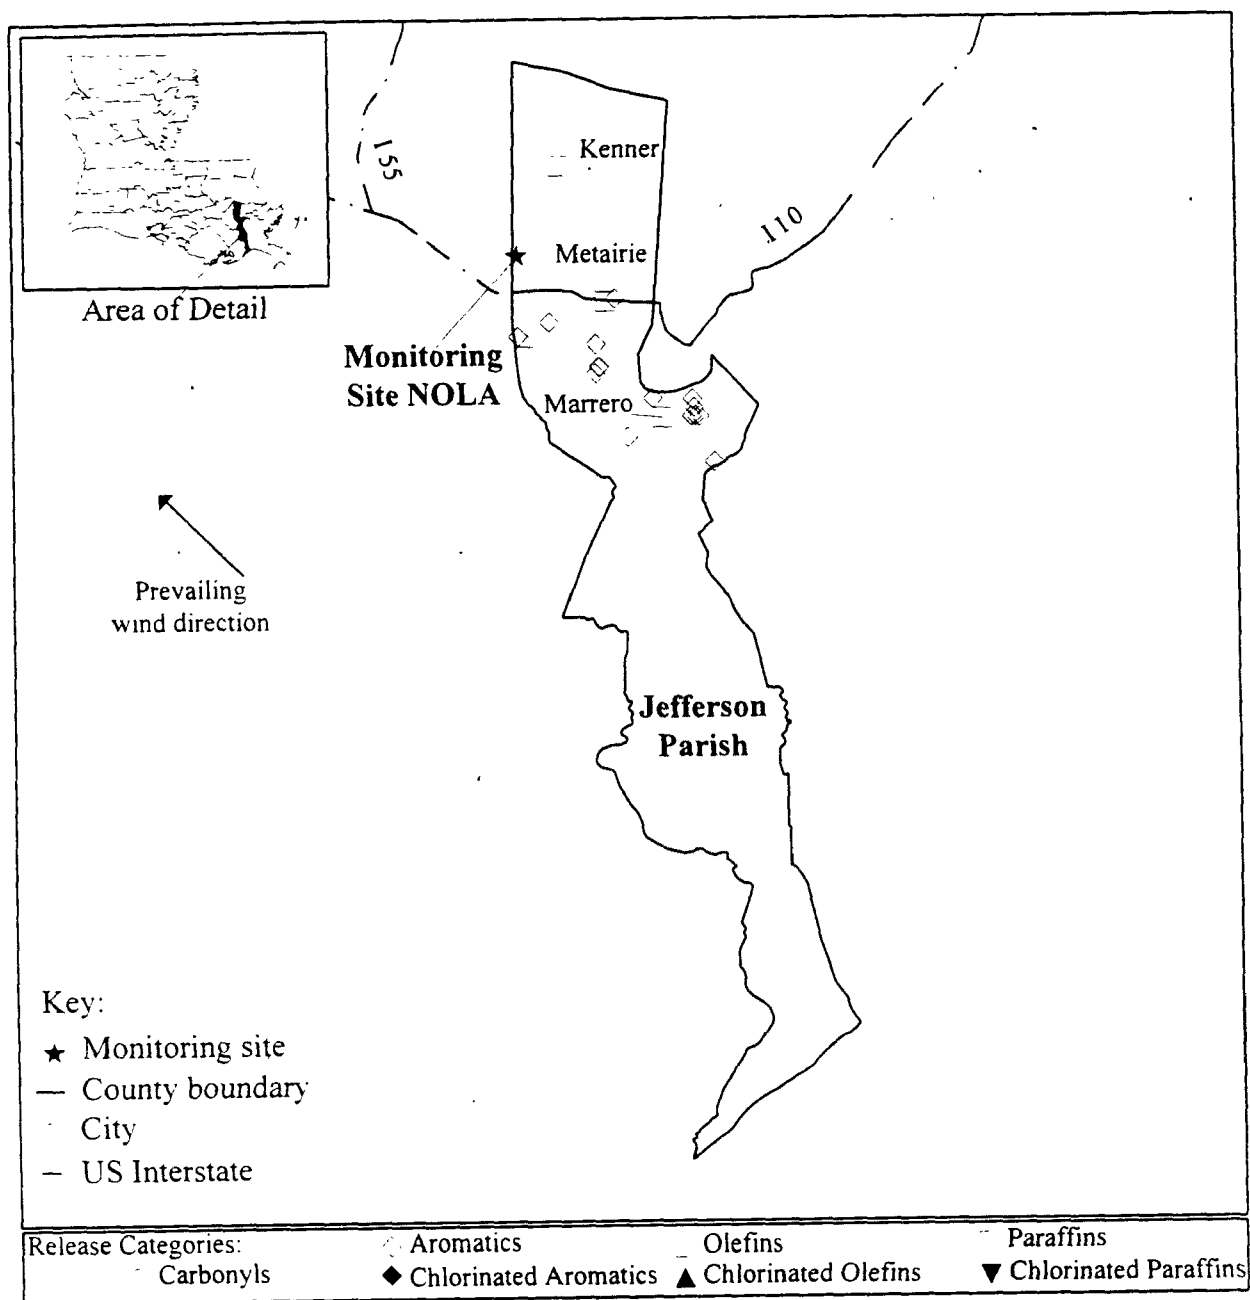 Kenner
155
110
Metairie
Area of Detail
Monitoring
Site NOLA
Marrero
Prevailing
wind direction
Jefferson
Parish
Key:
Monitoring site
County boundary
City
US Interstate
Release Categories:
Aromatics
Olefins
Paraffins
Carbonyls
Chlorinated Aromatics
Chlorinated Olefins
Chlorinated Paraffins